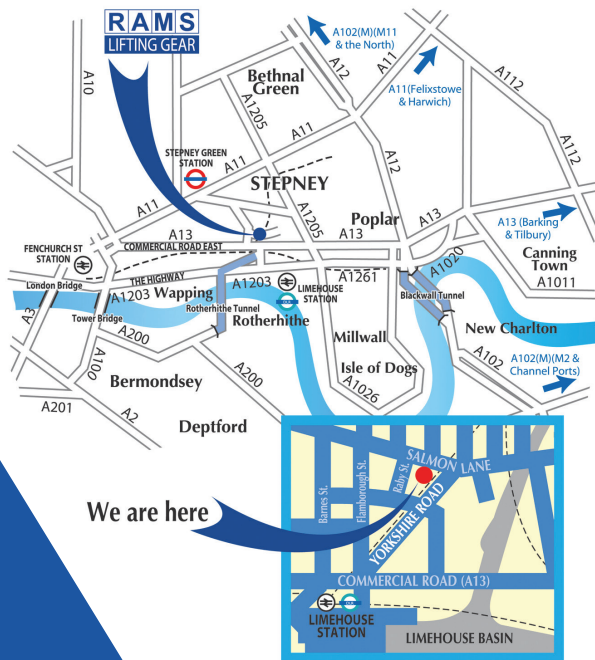 RAMS
LIFTING GEAR
A102(M)(M11
& the North)
A12
A11
A112
A10
Bethnal
Green
A1205
A11
A11(Felixstowe
& Harwich)
STEPNEY GREEN
STATION
A11
STEPNEY
A12
A112
A11
A1205
Poplar
A13
A13 (Barking
& Tilbury)
A13
COMMERCIAL ROAD EAST
A13
FENCHURCH ST
STATION
A1020
Canning
Town
THE HIGHWAY
A1203
LIMEHOUSE
STATION
DLR
A1261
A1011
London Bridge
A1203
Wapping
Rotherhithe Tunnel
Blackwall Tunnel
A3
Tower Bridge
A200
Rotherhithe
New Charlton
Millwall
A100
Isle of Dogs
A102
A102(M)(M2 &
Channel Ports)
Bermondsey
A200
A1026
A201
A2
Deptford
We are here
SALMON LANE
Barnes St.
Flamborough St.
Raby St.
YORKSHIRE ROAD
COMMERCIAL ROAD (A13)
DLR
LIMEHOUSE
STATION
LIMEHOUSE BASIN